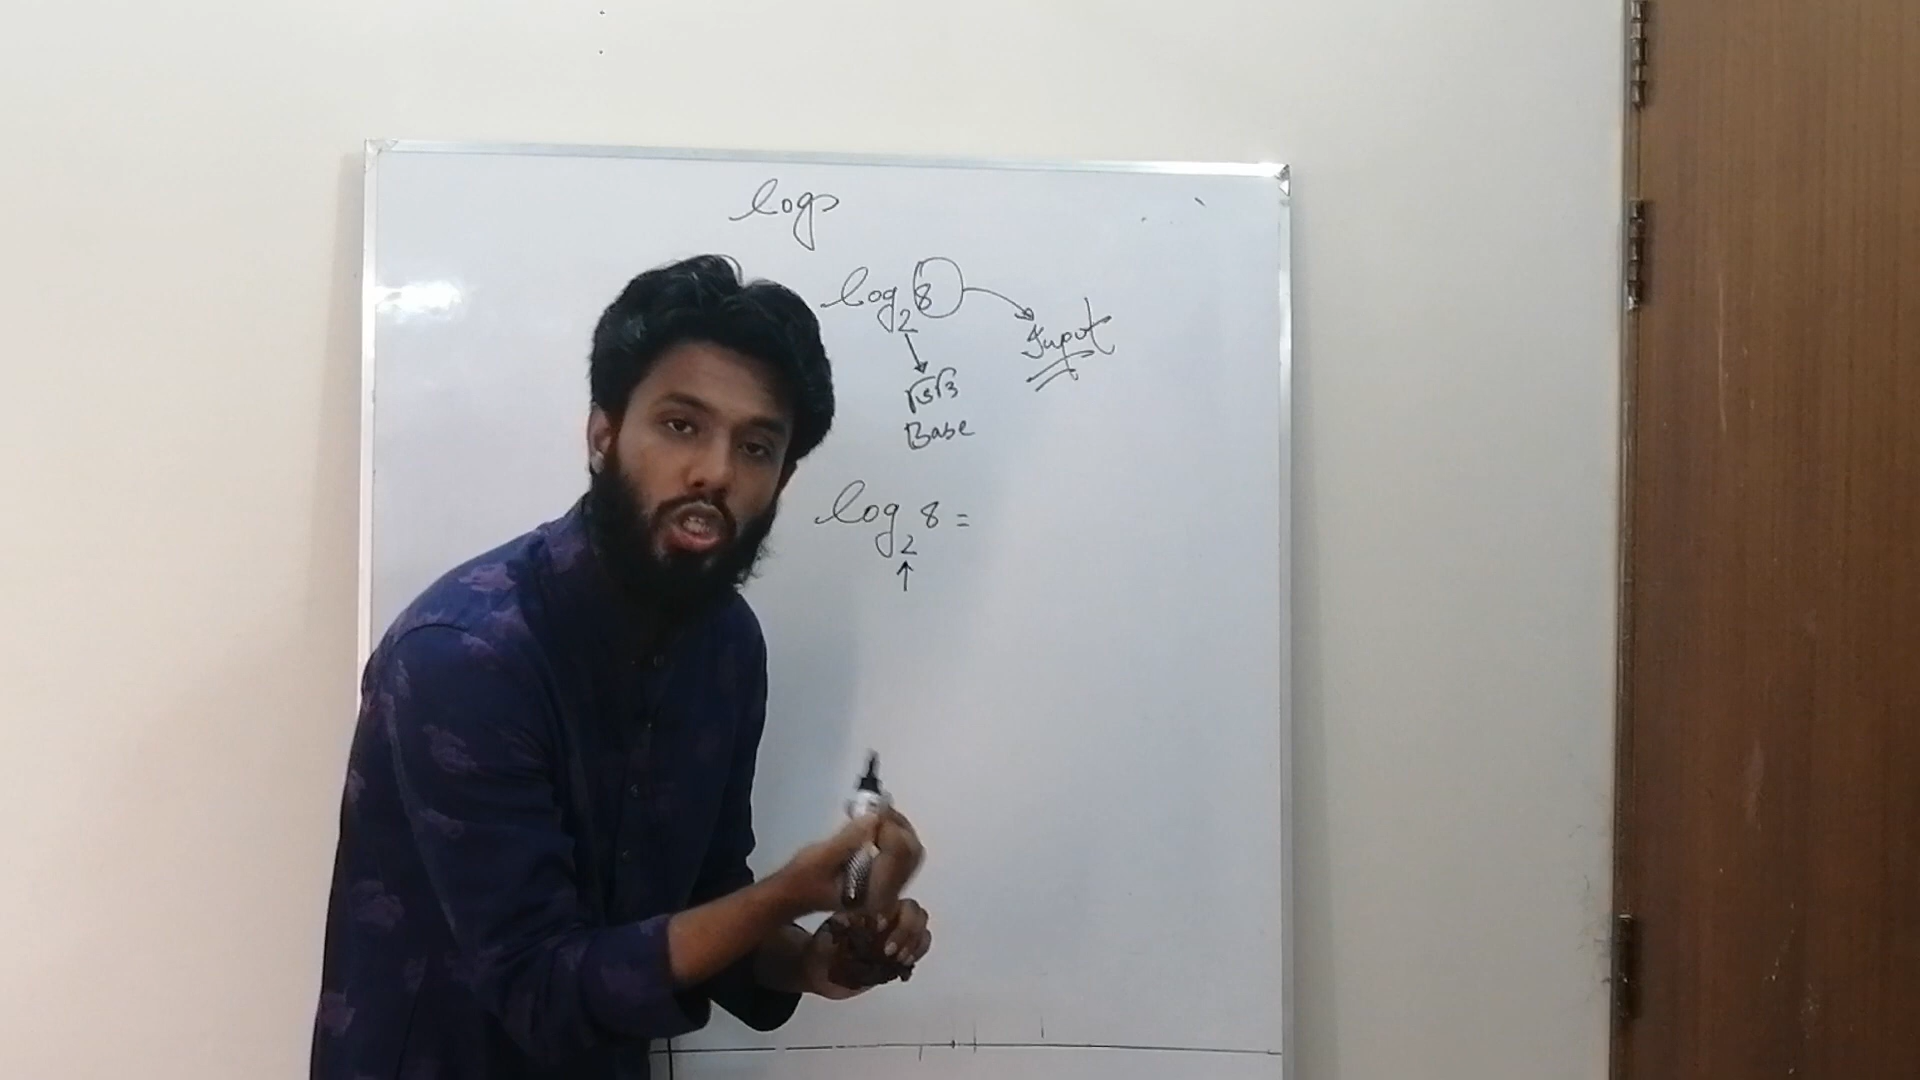 logs
log₂8
Input
Base
log₂8 =